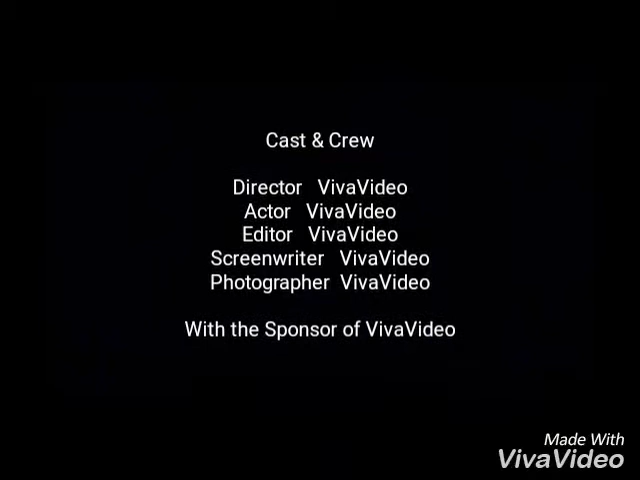 Cast & Crew
Director VivaVideo
Actor VivaVideo
Editor VivaVideo
Screenwriter VivaVideo
Photographer VivaVideo
With the Sponsor of VivaVideo
Made With
VivaVideo